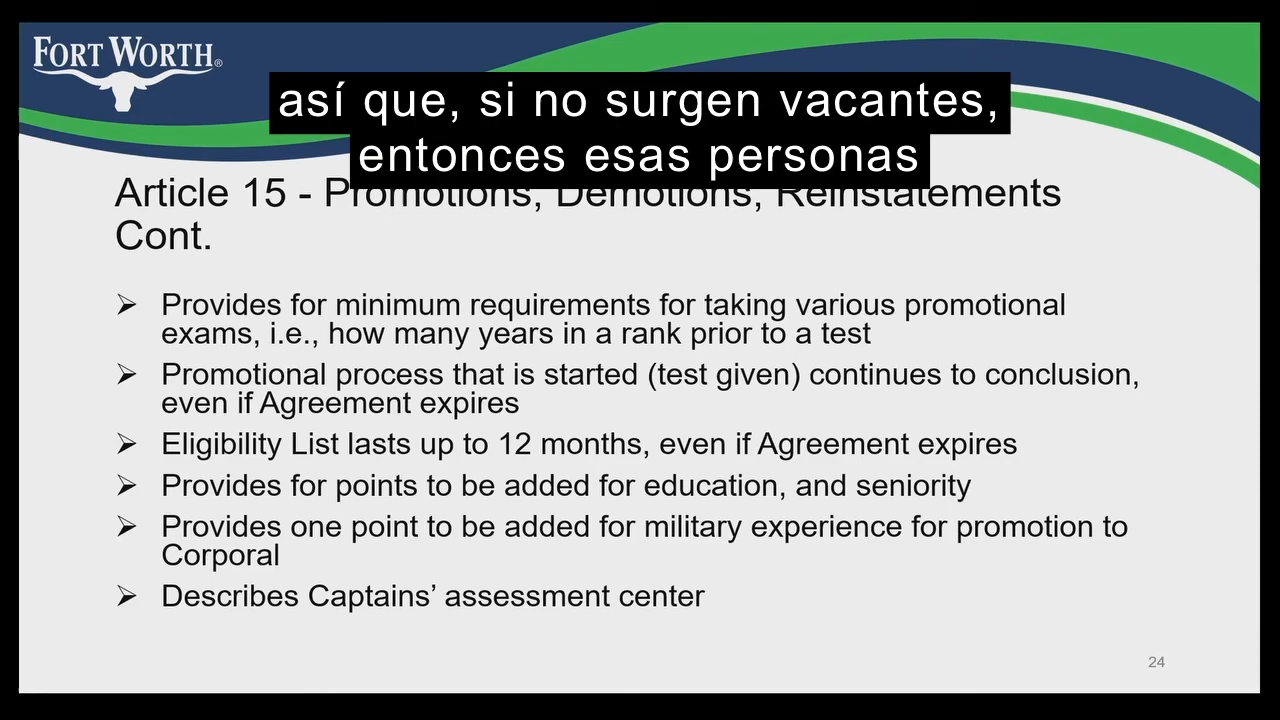 FORT WORTH®
así que, si no surgen vacantes,
entonces esas personas
Article 15 - Promotions, Demotions, Reinstatements
Cont.
➢ Provides for minimum requirements for taking various promotional
exams, i.e., how many years in a rank prior to a test
➢ Promotional process that is started (test given) continues to conclusion,
even if Agreement expires
➢ Eligibility List lasts up to 12 months, even if Agreement expires
➢ Provides for points to be added for education, and seniority
➢ Provides one point to be added for military experience for promotion to
Corporal
➢ Describes Captains’ assessment center
24